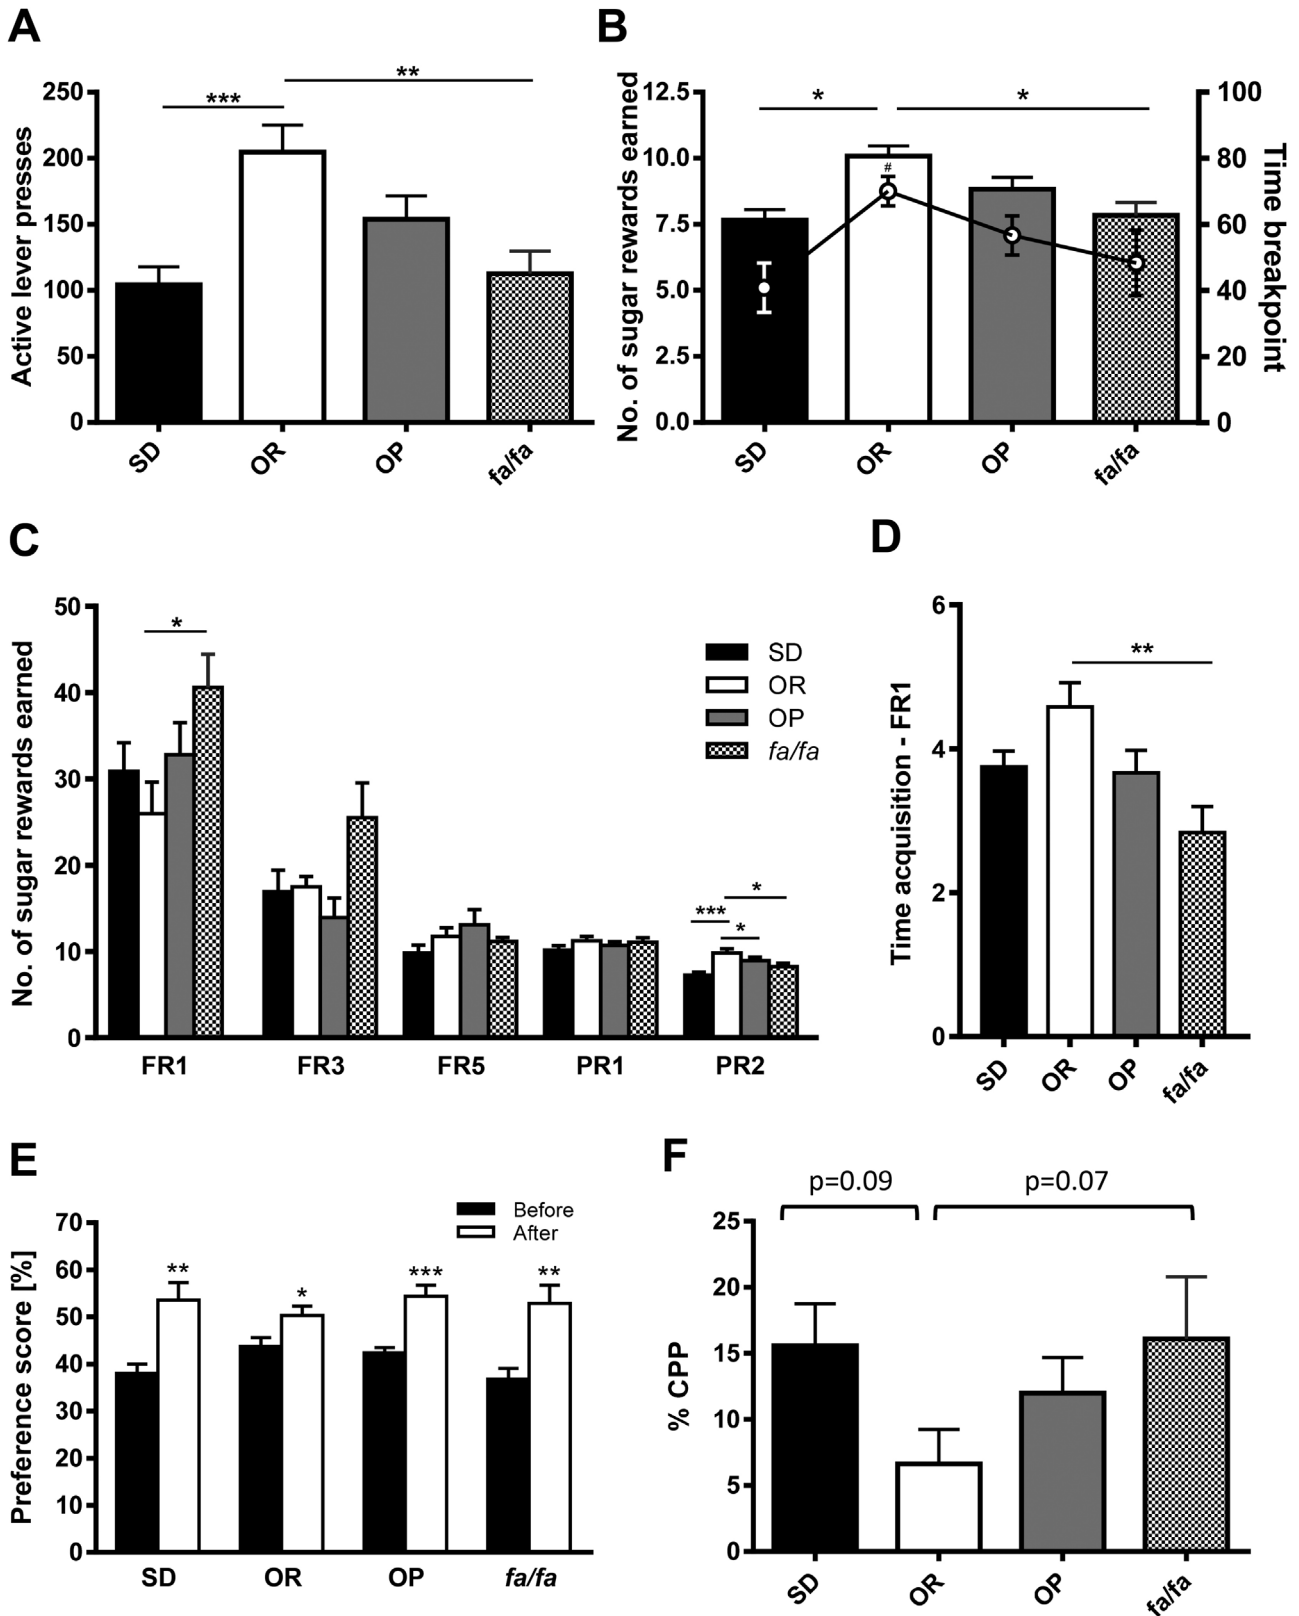 A
Active lever presses
250
200
150
100
50
0
***
**
SD
OR
OP
fa/fa
B
No. of sugar rewards earned
12.5
10.0
7.5
5.0
2.5
0.0
*
*
#
100
80
60
40
20
0
Time breakpoint
SD
OR
OP
fa/fa
C
No. of sugar rewards earned
50
40
30
20
10
0
*
***
*
*
SD
OR
OP
fa/fa
FR1
FR3
FR5
PR1
PR2
D
Time acquisition - FR1
6
4
2
0
**
SD
OR
OP
fa/fa
E
Preference score [%]
70
60
50
40
30
20
10
0
Before
After
**
*
***
**
SD
OR
OP
fa/fa
F
p=0.09
p=0.07
% CPP
25
20
15
10
5
0
SD
OR
OP
fa/fa